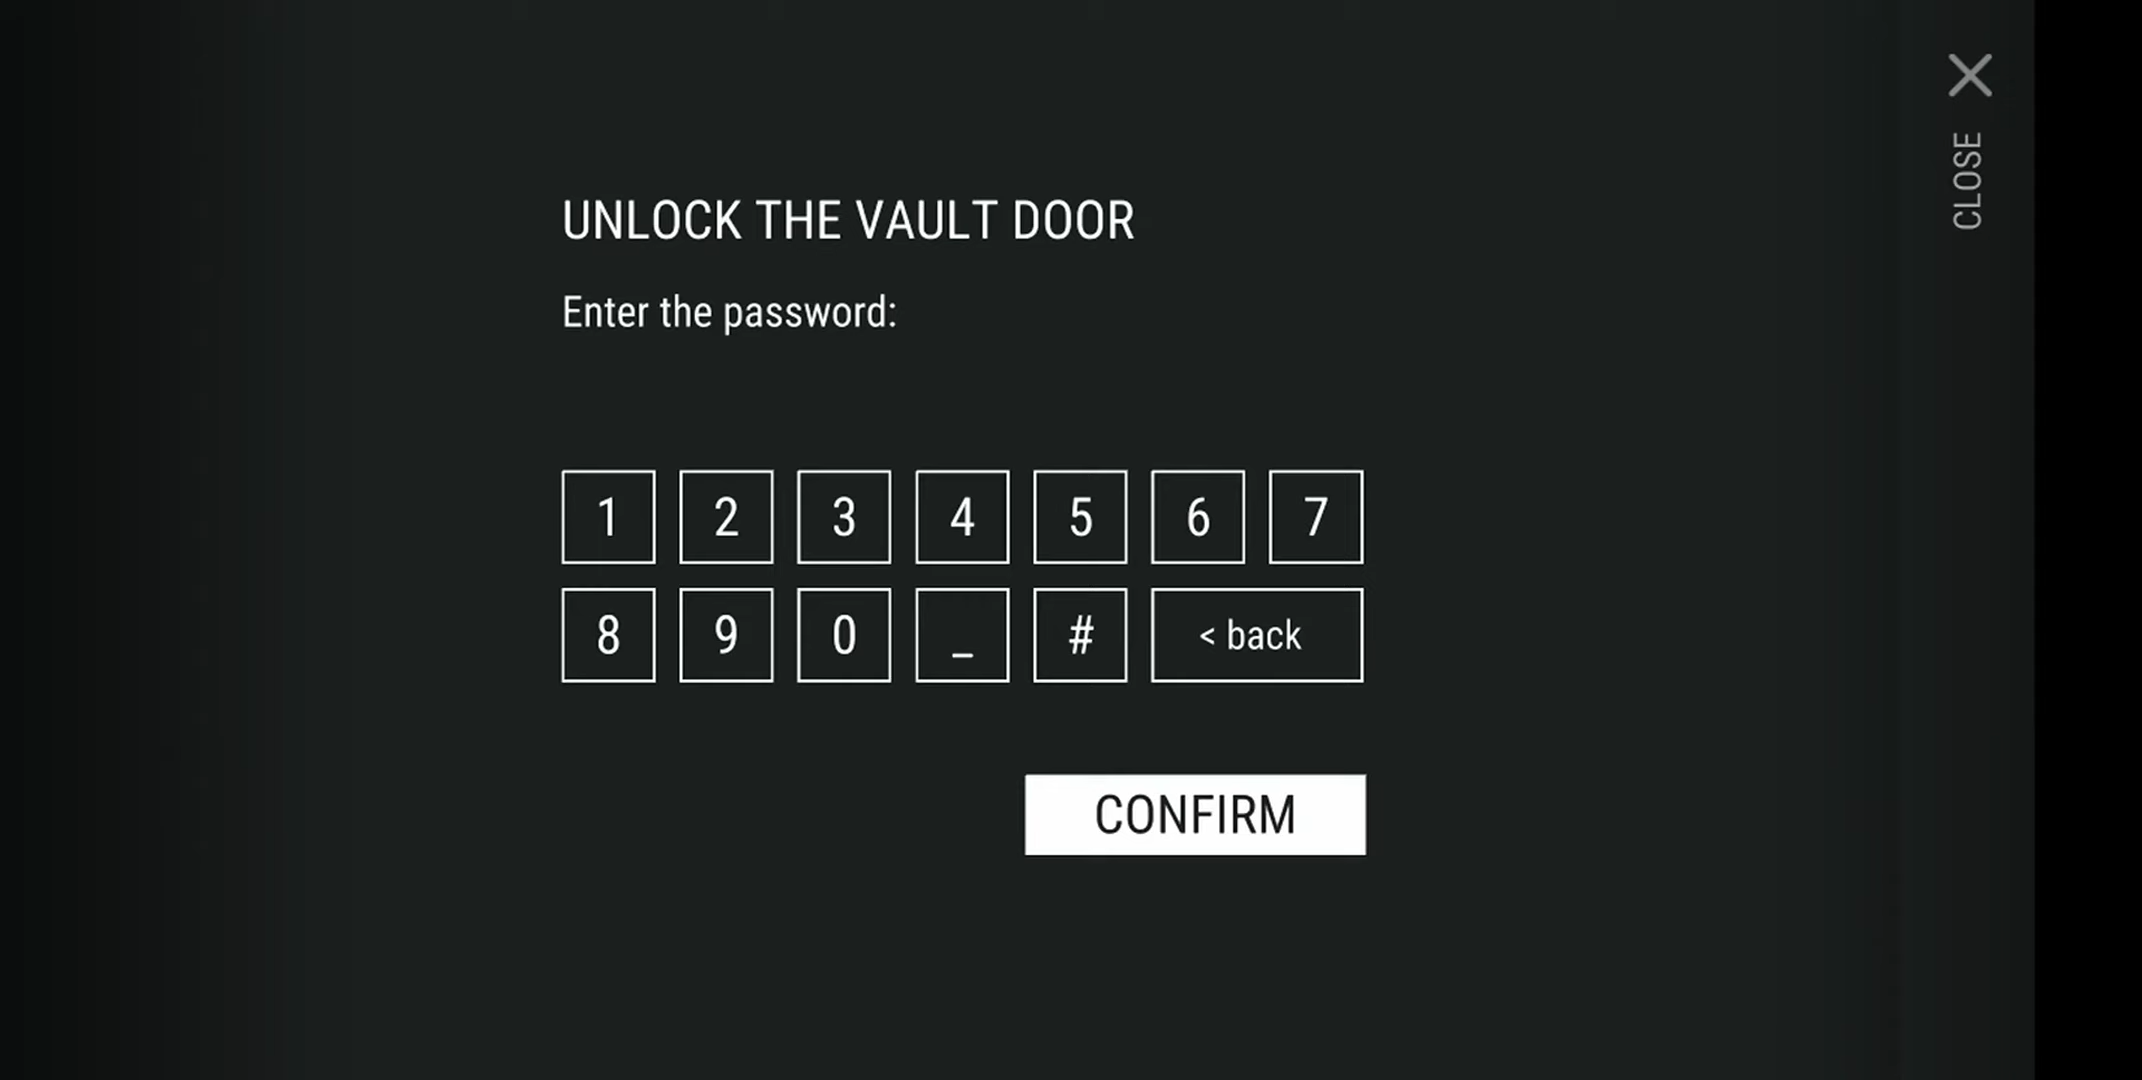 CLOSE
UNLOCK THE VAULT DOOR
Enter the password:
1 2 3 4 5 6 7
8 9 0 _ # < back
CONFIRM